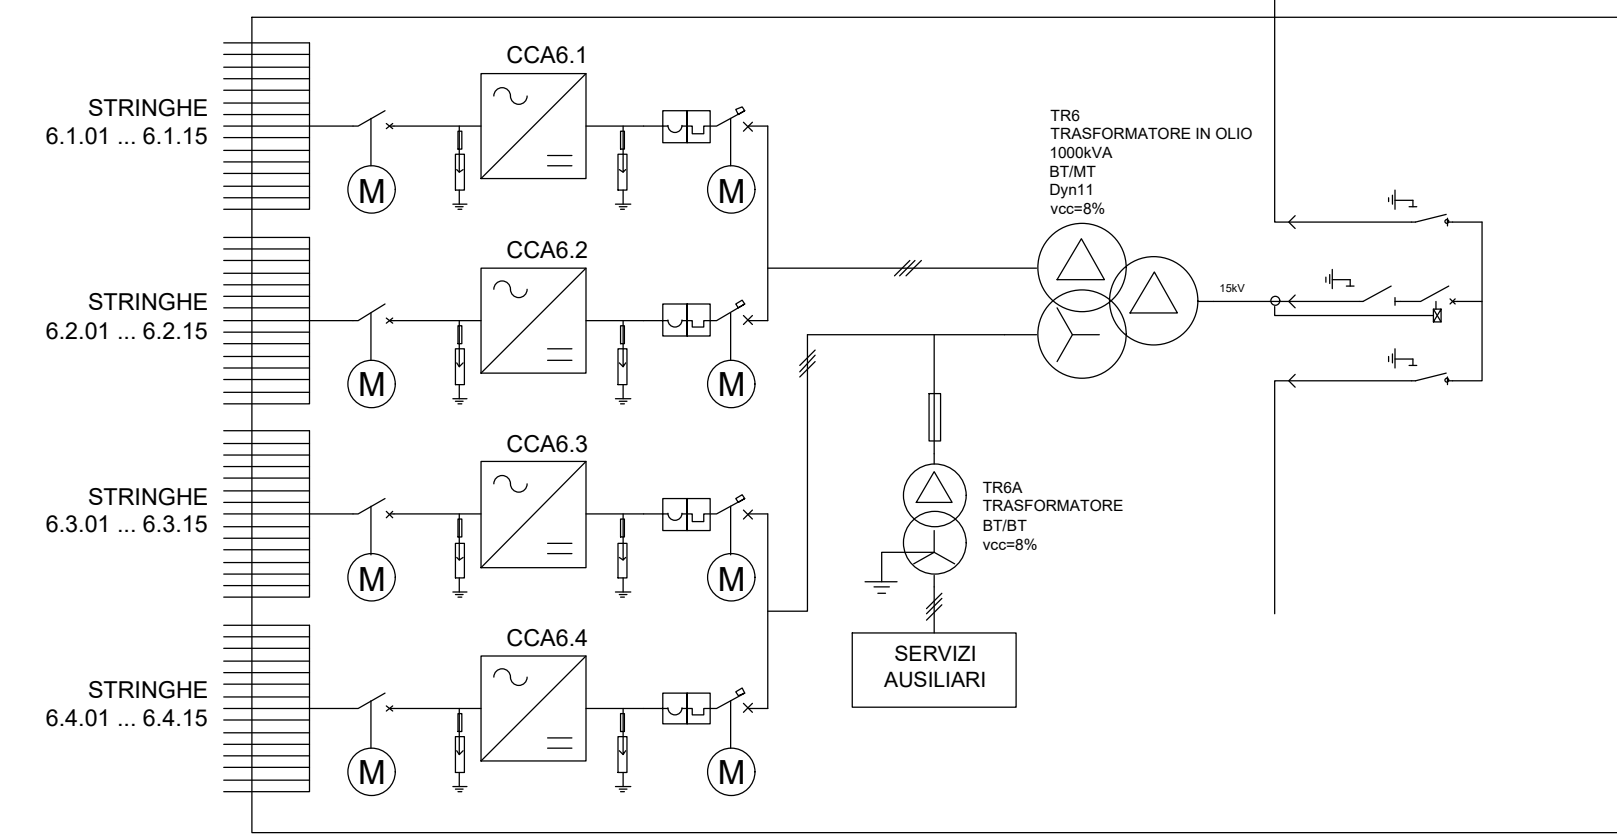 CCA6.1
STRINGHE
6.1.01 ... 6.1.15
M
M
TR6
TRASFORMATORE IN OLIO
1000kVA
BT/MT
Dyn11
vcc=8%
CCA6.2
STRINGHE
6.2.01 ... 6.2.15
M
M
15kV
CCA6.3
STRINGHE
6.3.01 ... 6.3.15
M
M
TR6A
TRASFORMATORE
BT/BT
vcc=8%
CCA6.4
STRINGHE
6.4.01 ... 6.4.15
M
M
SERVIZI
AUSILIARI